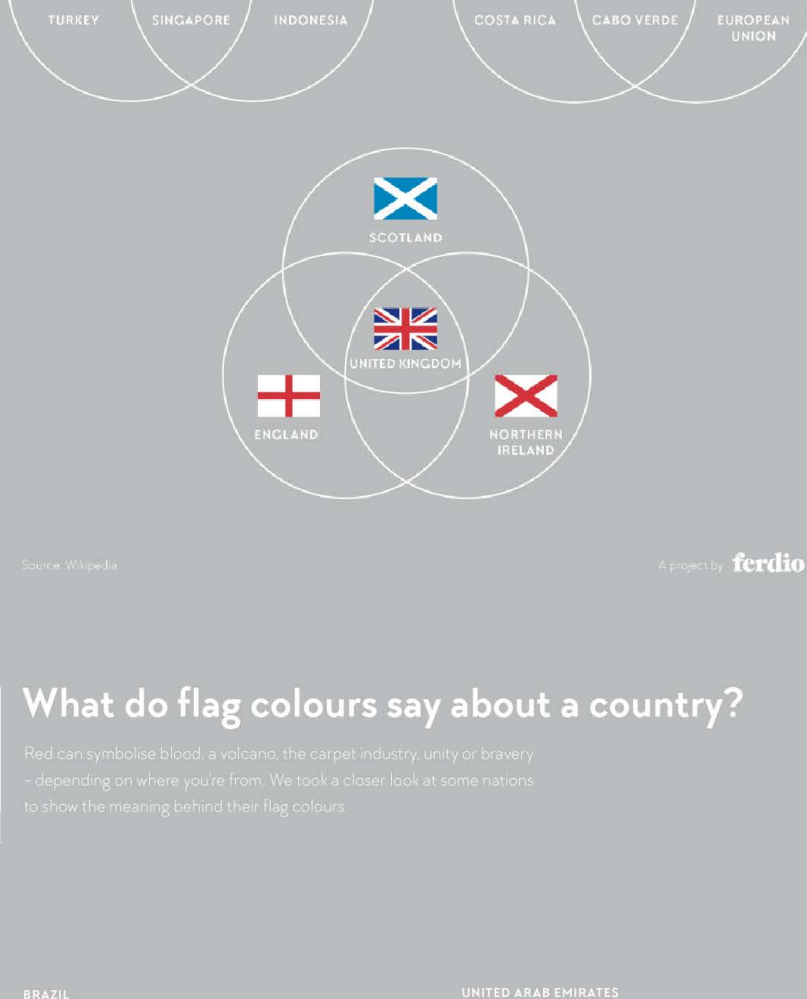 TURKEY SINGAPORE INDONESIA COSTA RICA CABO VERDE EUROPEAN
UNION
SCOTLAND
UNITED KINGDOM
ENGLAND
NORTHERN
IRELAND
Source: Wikipedia
A project by ferdio
What do flag colours say about a country?
Red can symbolise blood, a volcano, the carpet industry, unity or bravery
– depending on where you're from. We took a closer look at some nations
to show the meaning behind their flag colours.
BRAZIL UNITED ARAB EMIRATES